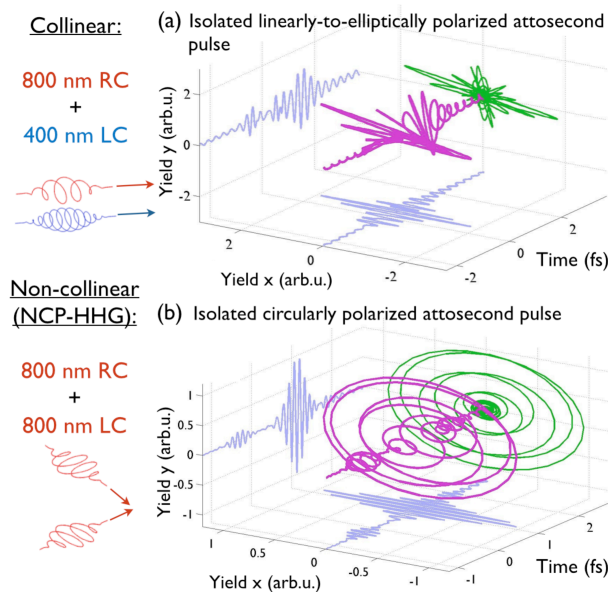 Collinear:
800 nm RC
+
400 nm LC
(a) Isolated linearly-to-elliptically polarized attosecond
pulse
Yield y (arb.u.)
2
0
-2
2
0
-2
Yield x (arb.u.)
-2
0
2
Time (fs)
Non-collinear
(NCP-HHG):
800 nm RC
+
800 nm LC
(b) Isolated circularly polarized attosecond pulse
Yield y (arb.u.)
1
0.5
0
-0.5
-1
1
0.5
0
-0.5
-1
Yield x (arb.u.)
-2
-1
0
1
2
Time (fs)